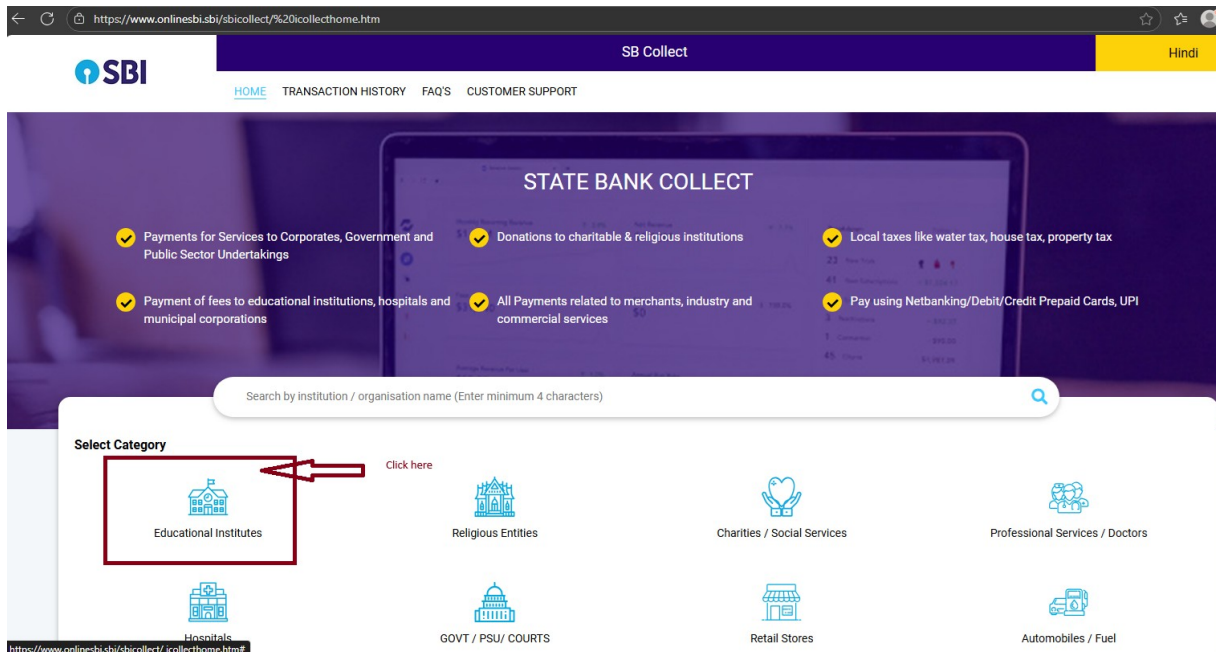 https://www.onlinesbi.sbi/sbicollect/%20icollecthome.htm
SB Collect
Hindi
SBI
HOME TRANSACTION HISTORY FAQ'S CUSTOMER SUPPORT
STATE BANK COLLECT
Payments for Services to Corporates, Government and
Public Sector Undertakings
Donations to charitable & religious institutions
Local taxes like water tax, house tax, property tax
Payment of fees to educational institutions, hospitals and
municipal corporations
All Payments related to merchants, industry and
commercial services
Pay using Netbanking/Debit/Credit Prepaid Cards, UPI
Search by institution / organisation name (Enter minimum 4 characters)
Select Category
Click here
Educational Institutes
Religious Entities
Charities / Social Services
Professional Services / Doctors
Hospitals
GOVT / PSU/ COURTS
Retail Stores
Automobiles / Fuel
https://www.onlinesbi.sbi/sbicollect/ icollecthome.htm#